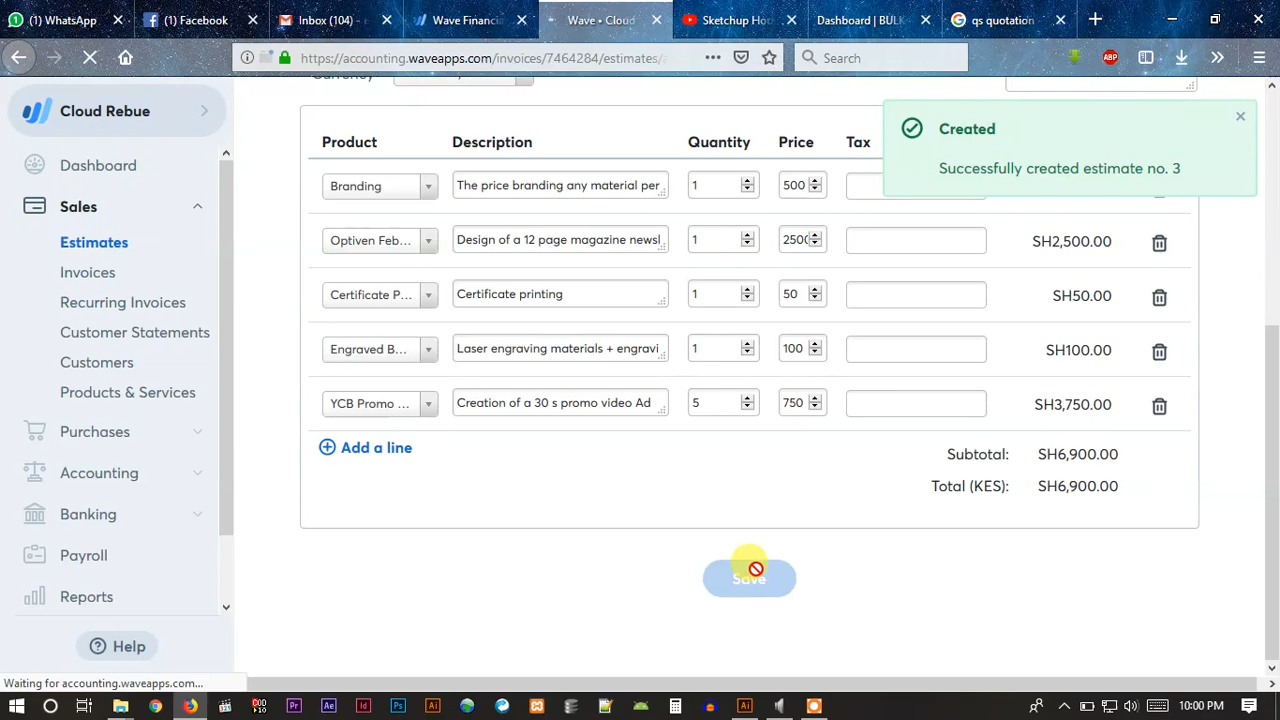 (1) WhatsApp
(1) Facebook
Inbox (104) - e
Wave Financi
Wave • Cloud
Sketchup Ho
Dashboard | BULK
qs quotation
https://accounting.waveapps.com/invoices/7464284/estimates/
Search
Cloud Rebue
Dashboard
Sales
Estimates
Invoices
Recurring Invoices
Customer Statements
Customers
Products & Services
Purchases
Accounting
Banking
Payroll
Reports
Help
Currency
Created
Successfully created estimate no. 3
Product Description Quantity Price Tax
Branding The price branding any material per 1 500
Optiven Feb... Design of a 12 page magazine newsl 1 2500 SH2,500.00
Certificate P... Certificate printing 1 50 SH50.00
Engraved B... Laser engraving materials + engravi 1 100 SH100.00
YCB Promo ... Creation of a 30 s promo video Ad 5 750 SH3,750.00
Add a line
Subtotal: SH6,900.00
Total (KES): SH6,900.00
Save
Waiting for accounting.waveapps.com...
10:00 PM